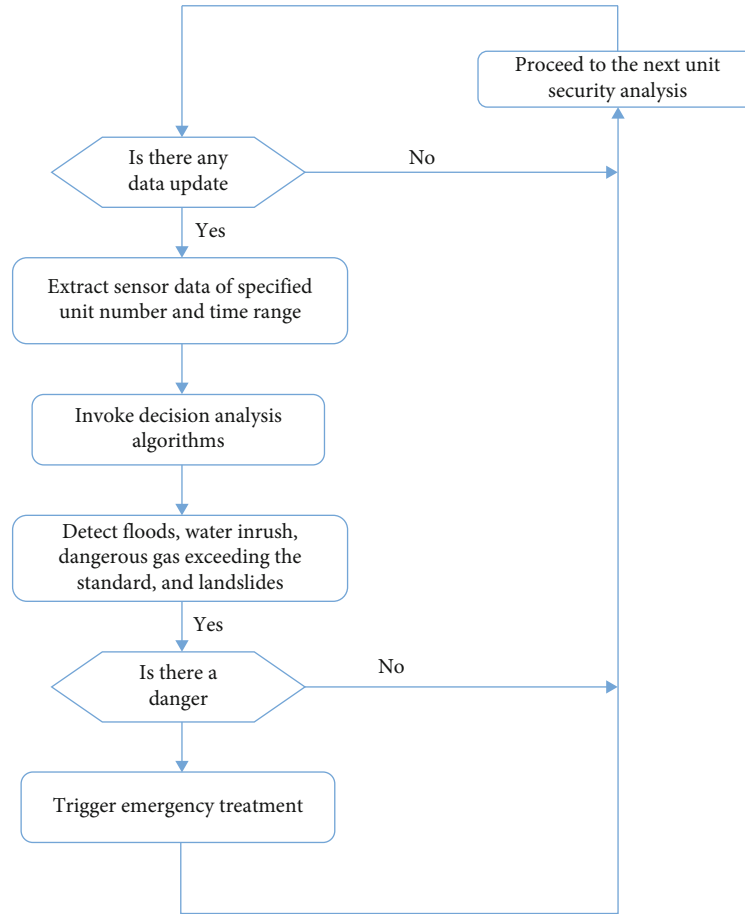 Proceed to the next unit
security analysis
Is there any
data update
No
Yes
Extract sensor data of specified
unit number and time range
Invoke decision analysis
algorithms
Detect floods, water inrush,
dangerous gas exceeding the
standard, and landslides
Yes
Is there a
danger
No
Trigger emergency treatment